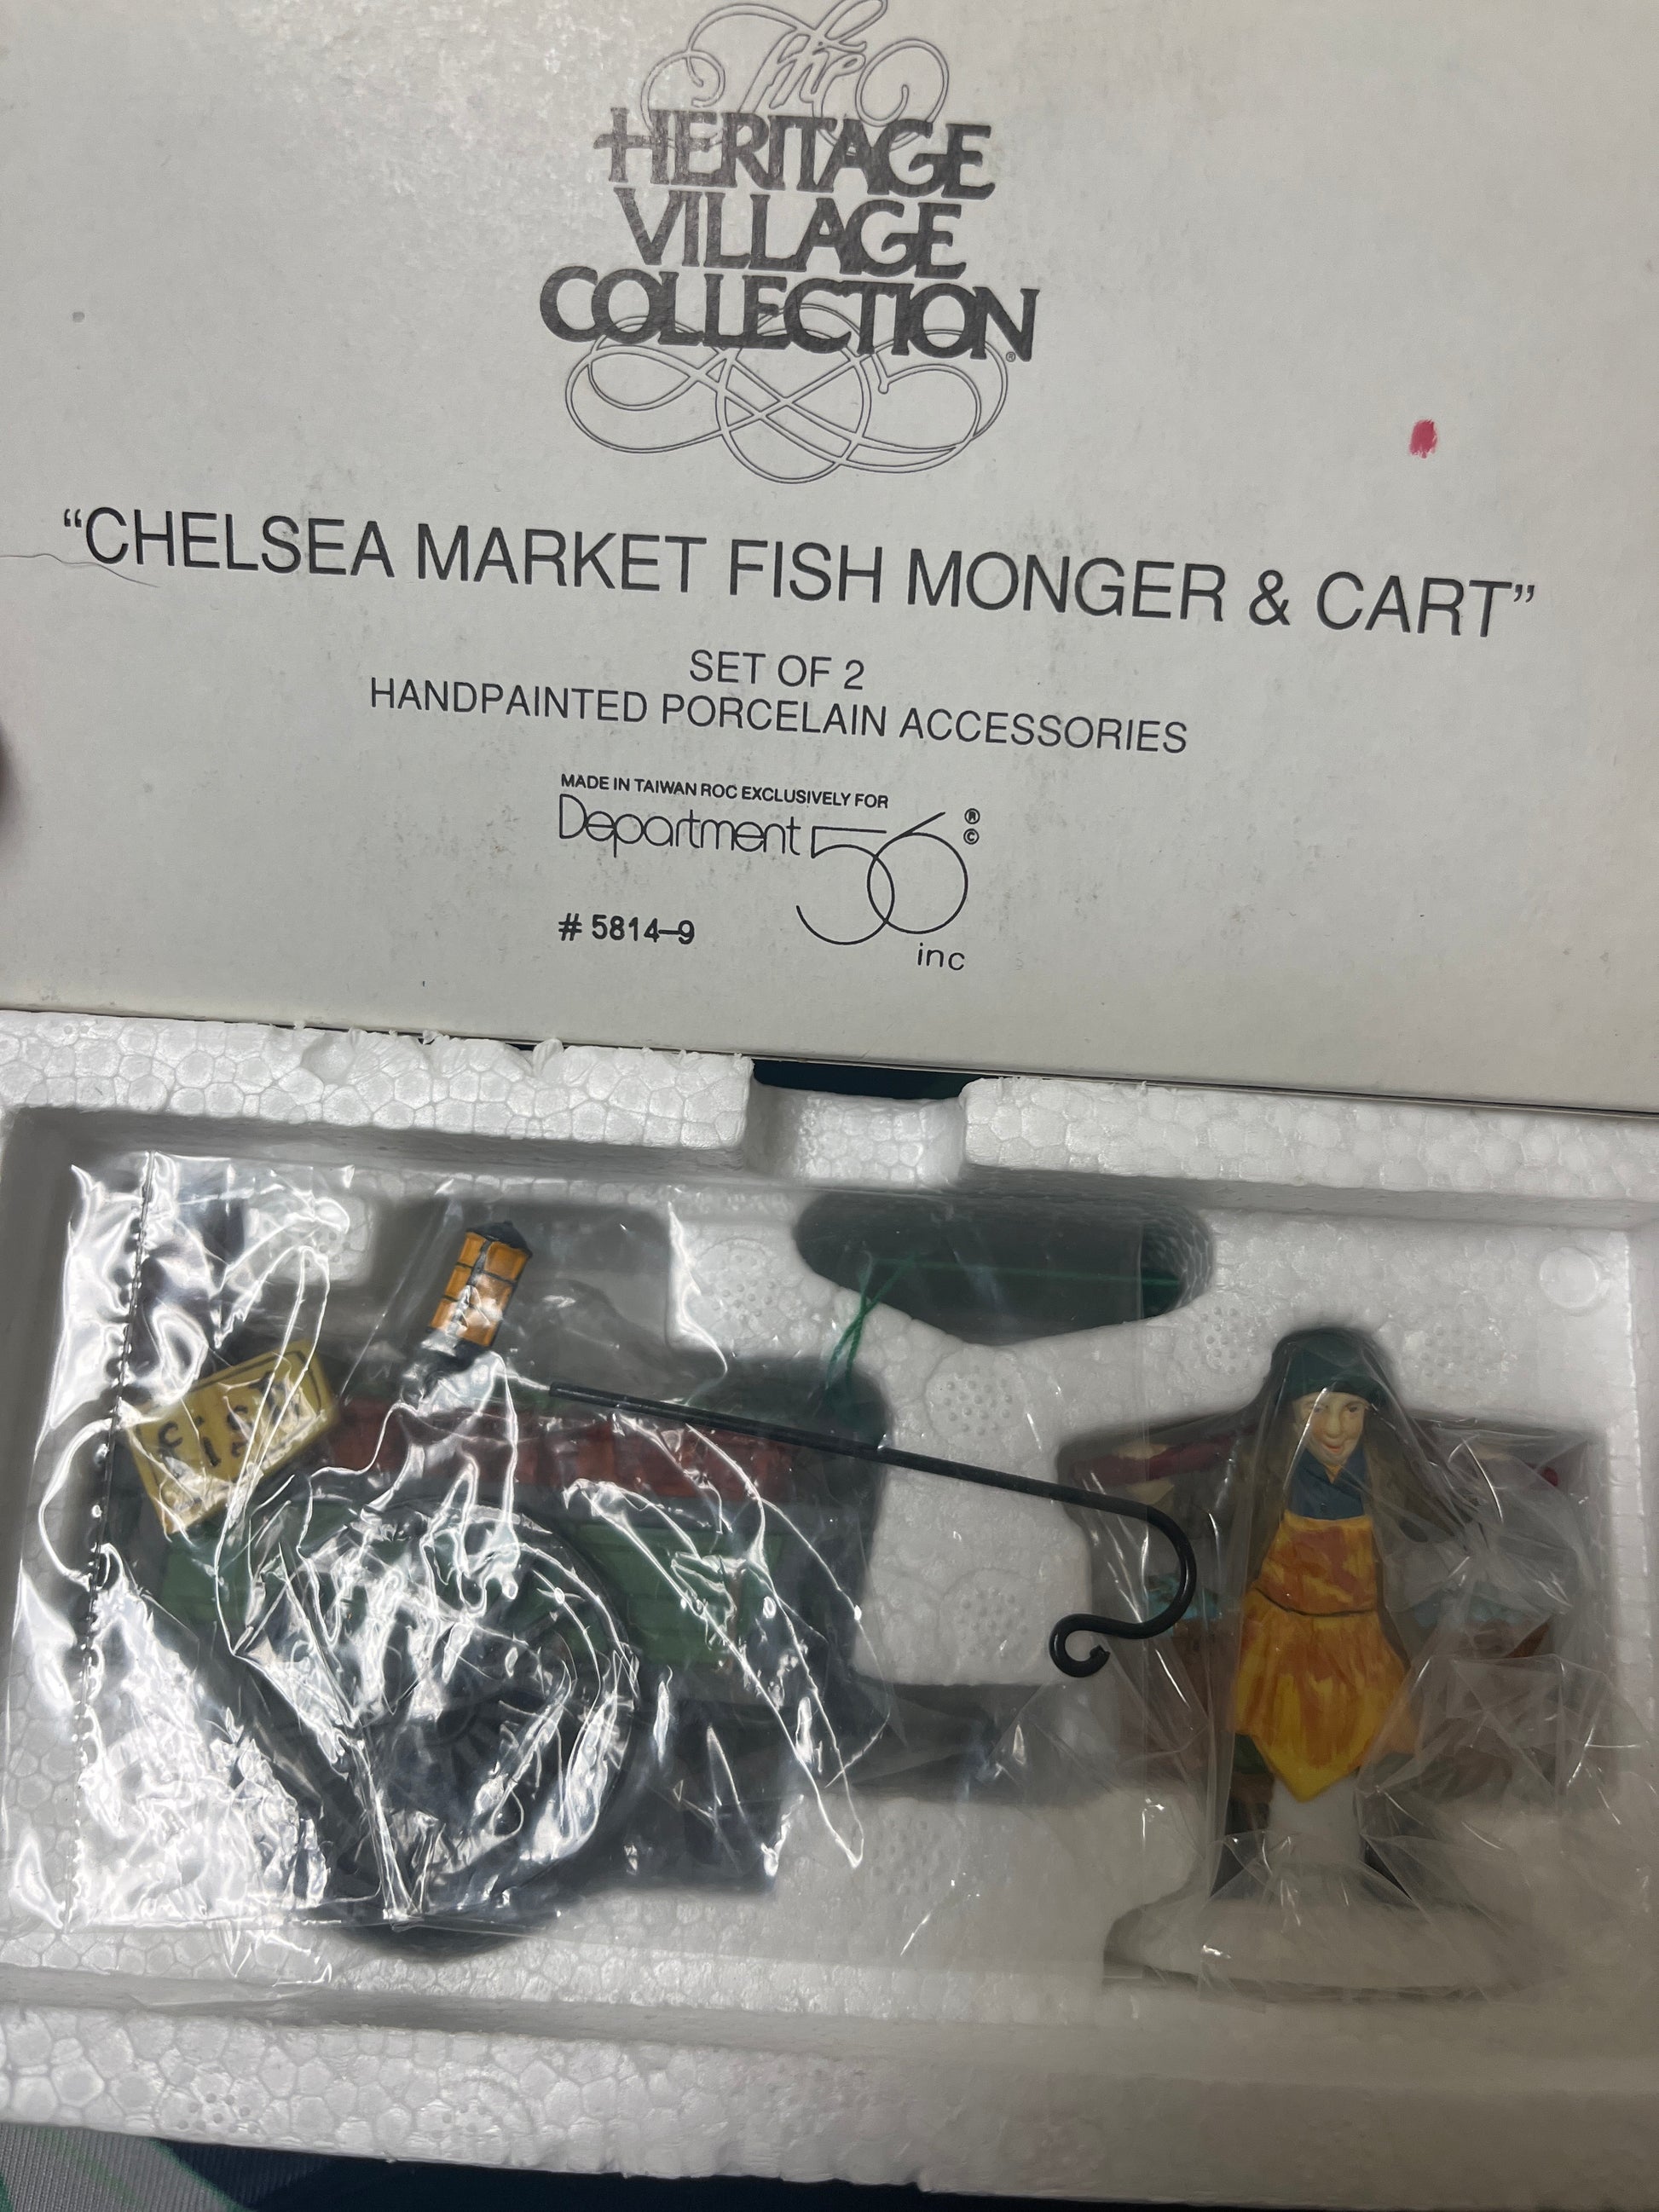 The
HERITAGE
VILLAGE
COLLECTION®
“CHELSEA MARKET FISH MONGER & CART”
SET OF 2
HANDPAINTED PORCELAIN ACCESSORIES
MADE IN TAIWAN ROC EXCLUSIVELY FOR
Department 56 ® ©
inc
# 5814–9
FISH